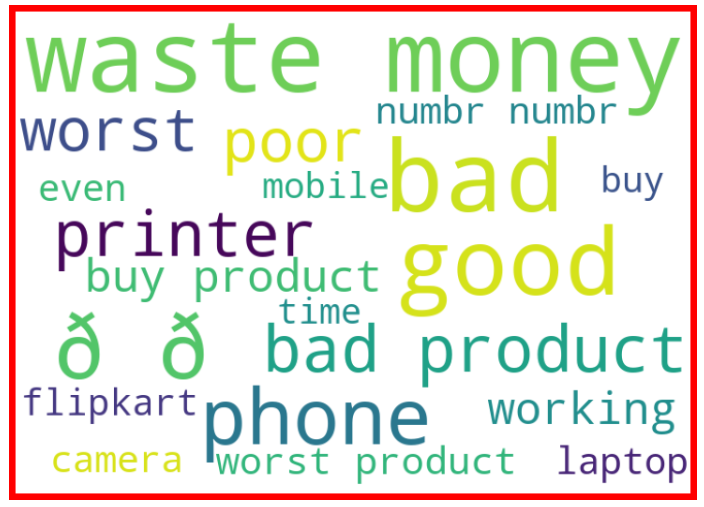 waste money
numbr numbr
worst poor bad
even mobile buy
printer good
buy product
time
ð ð bad product
flipkart phone working
camera worst product laptop